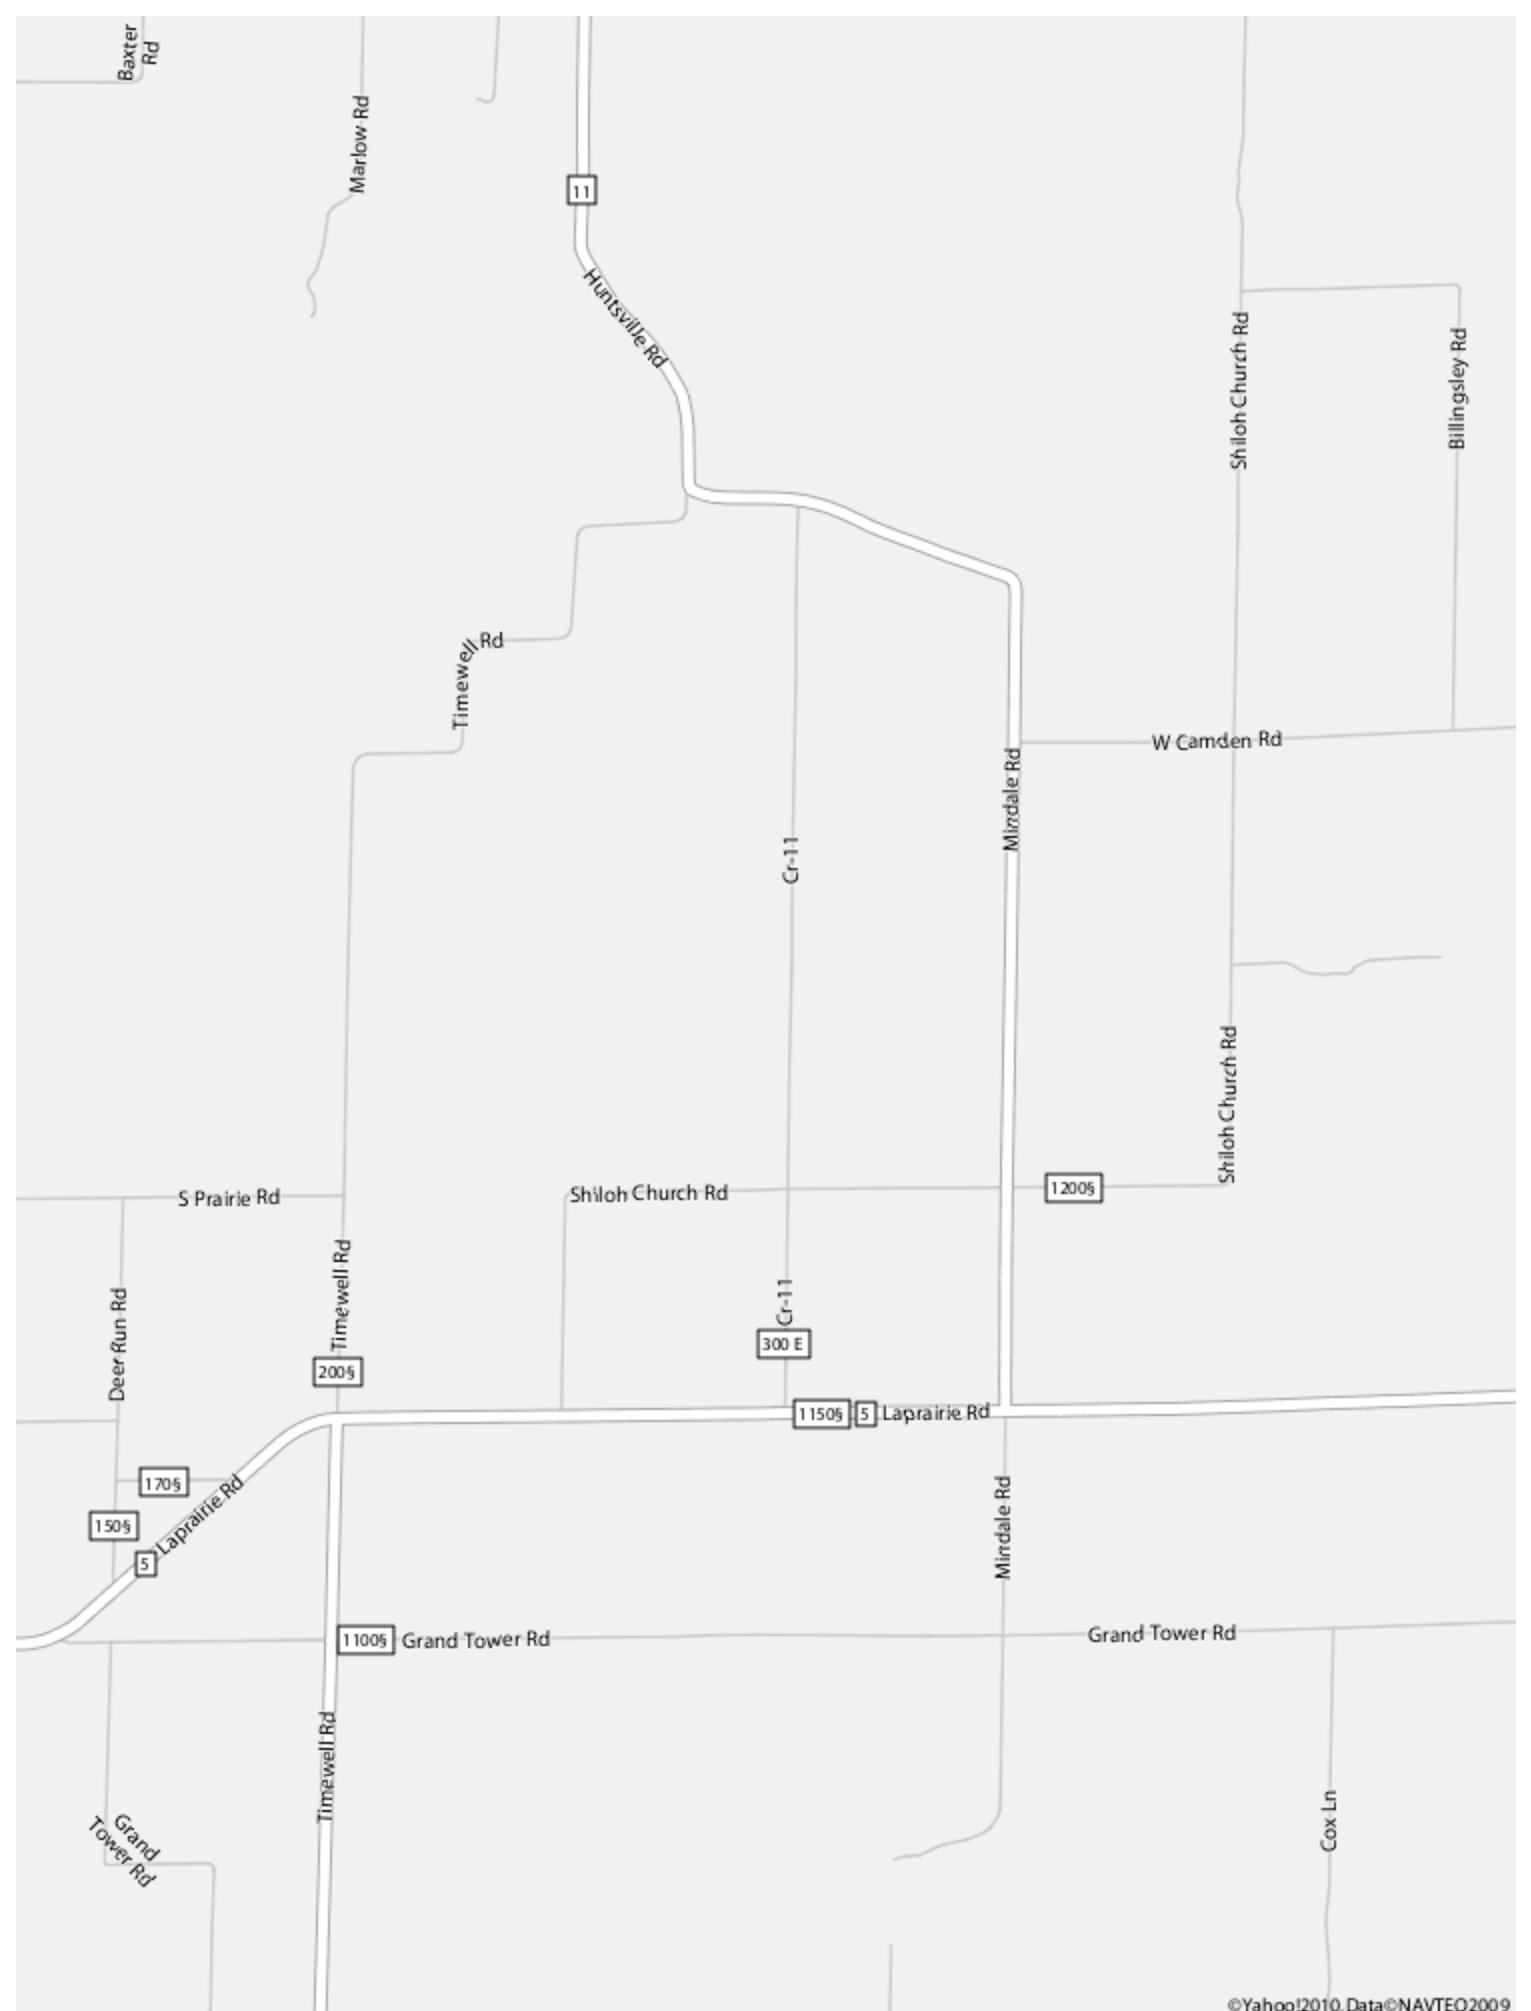 Baxter
Rd
Marlow Rd
11
Huntsville Rd
Shiloh Church Rd
Billingsley Rd
Timewell Rd
W Camden Rd
Mindale Rd
Cr-11
Shiloh Church Rd
1200§
Shiloh Church Rd
S Prairie Rd
Timewell Rd
Deer Run Rd
Cr-11
300 E
200§
1150§
5
Laprairie Rd
170§
150§
Laprairie Rd
5
Mindale Rd
1100§
Grand Tower Rd
Grand Tower Rd
Timewell Rd
Grand
Tower Rd
Cox Ln
©Yahoo!2010,Data©NAVTEQ2009